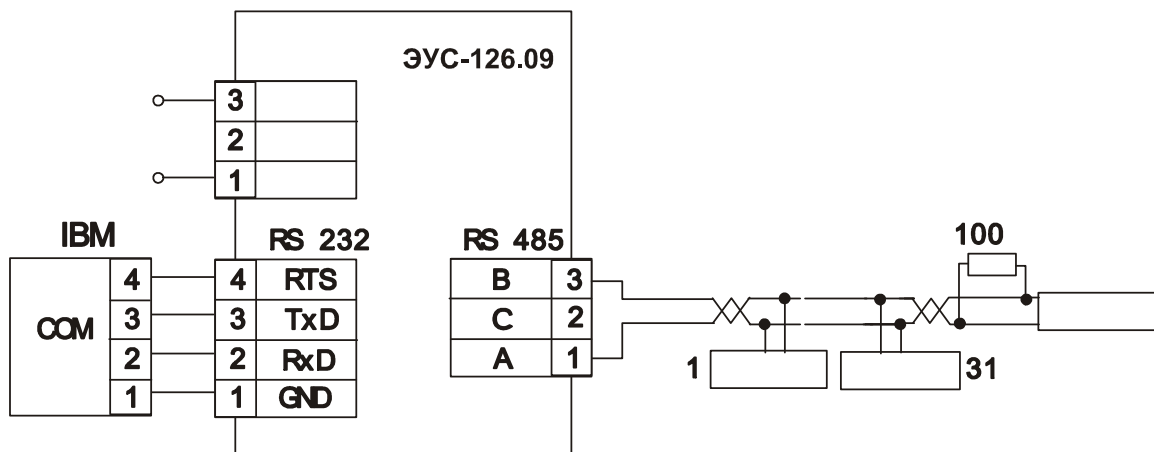 ЭУС-126.09
3
2
1
IBM
RS 232
RS 485
100
COM
4
3
2
1
4 RTS
3 TxD
2 RxD
1 GND
B 3
C 2
A 1
1
31